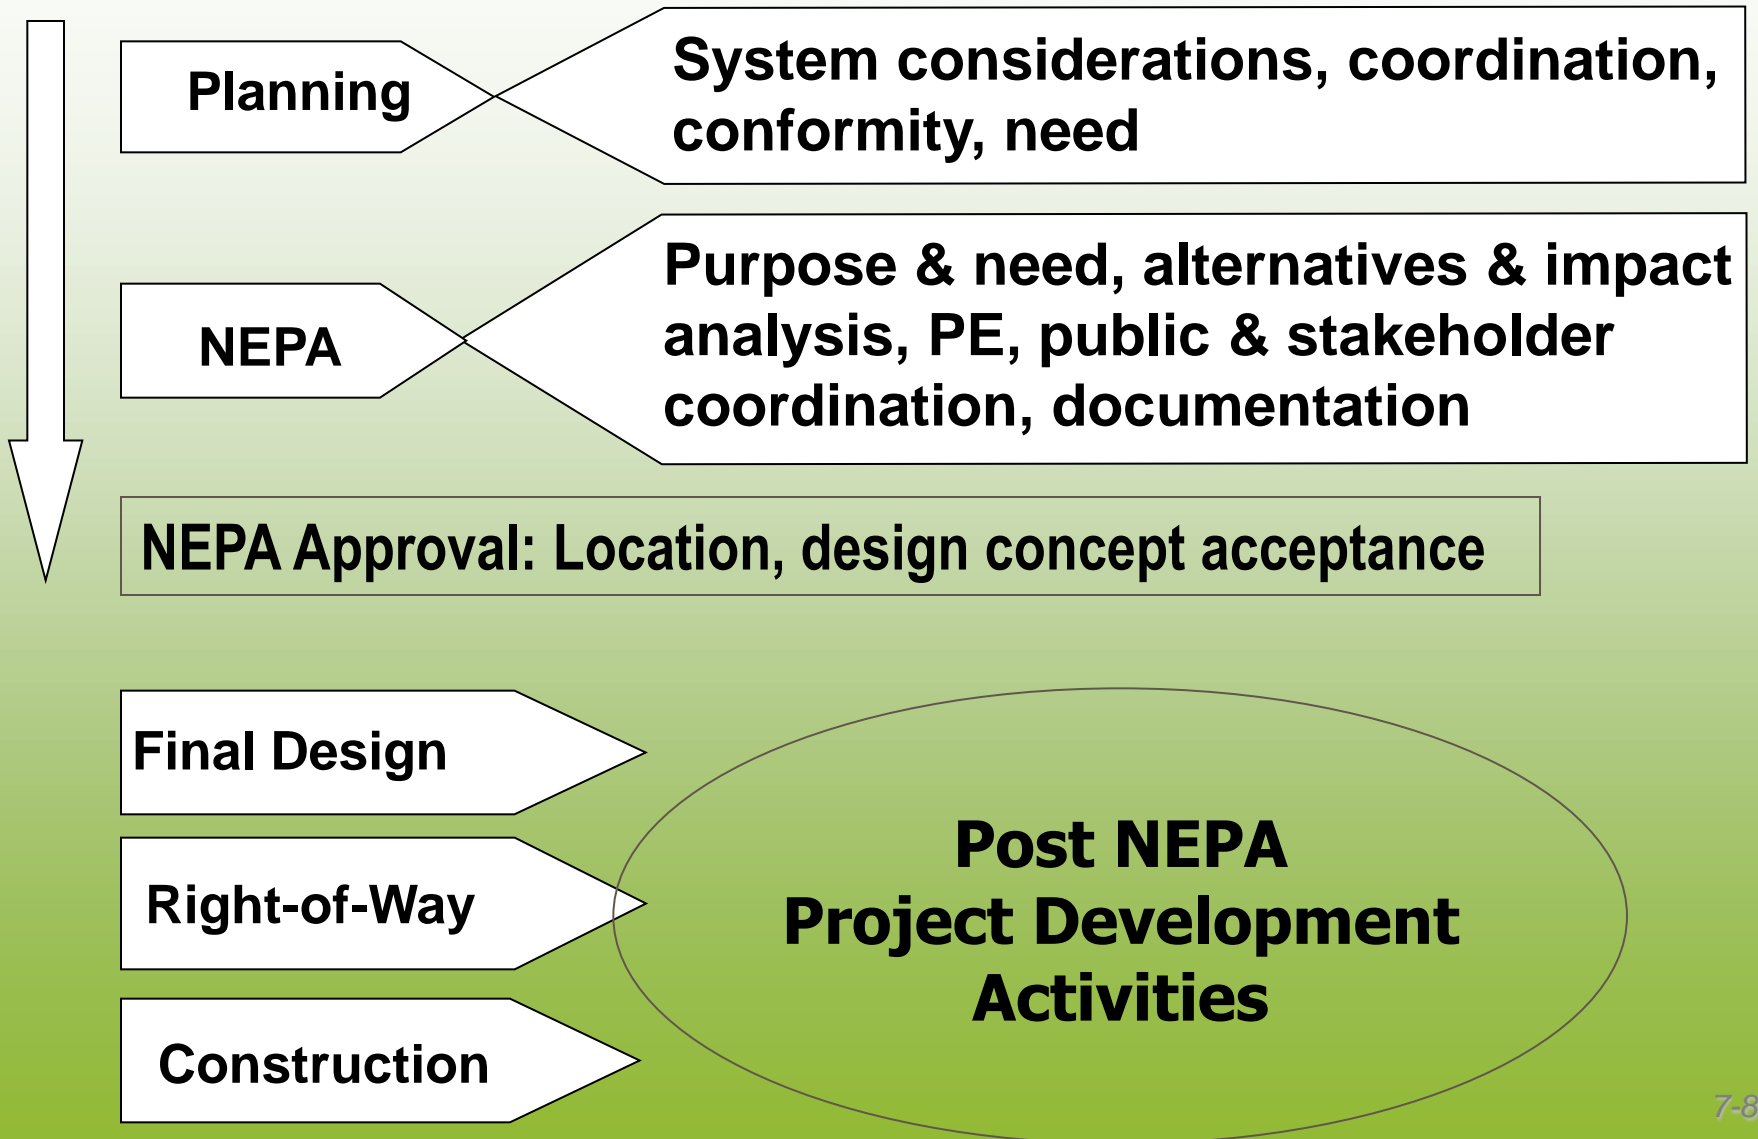 Planning
System considerations, coordination,
conformity, need
NEPA
Purpose & need, alternatives & impact
analysis, PE, public & stakeholder
coordination, documentation
NEPA Approval: Location, design concept acceptance
Final Design
Right-of-Way
Construction
Post NEPA
Project Development
Activities
7-8